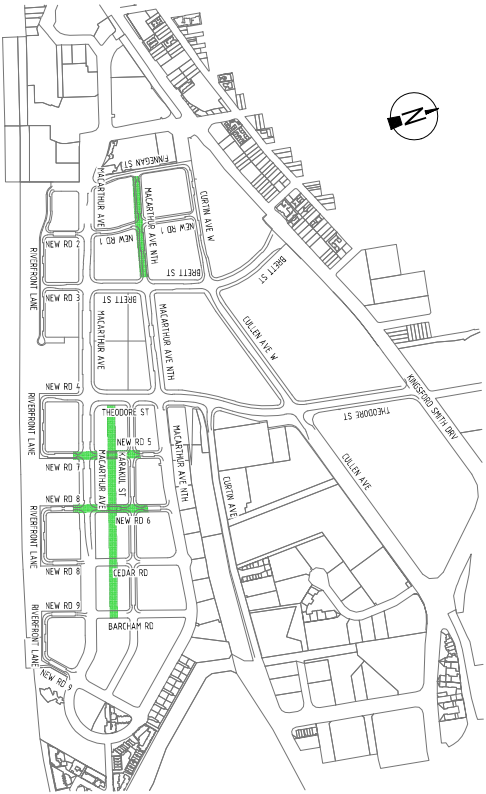 N
FINNEGAN ST
MACARTHUR AVE
MACARTHUR AVE NTH
CURTIN AVE W
NEW RD 1
NEW RD 1
NEW RD 2
RIVERFRONT LANE
BRETT ST
BRETT ST
NEW RD 3
BRETT ST
MACARTHUR AVE
MACARTHUR AVE NTH
CULLEN AVE W
KINGSFORD SMITH DRV
NEW RD 4
RIVERFRONT LANE
THEODORE ST
THEODORE ST
NEW RD 5
MACARTHUR AVE NTH
NEW RD 7
MACARTHUR AVE
KARAKUL ST
CULLEN AVE
CURTIN AVE
NEW RD 8
RIVERFRONT LANE
NEW RD 6
NEW RD 8
CEDAR RD
NEW RD 9
RIVERFRONT LANE
BARCHAM RD
NEW RD 9